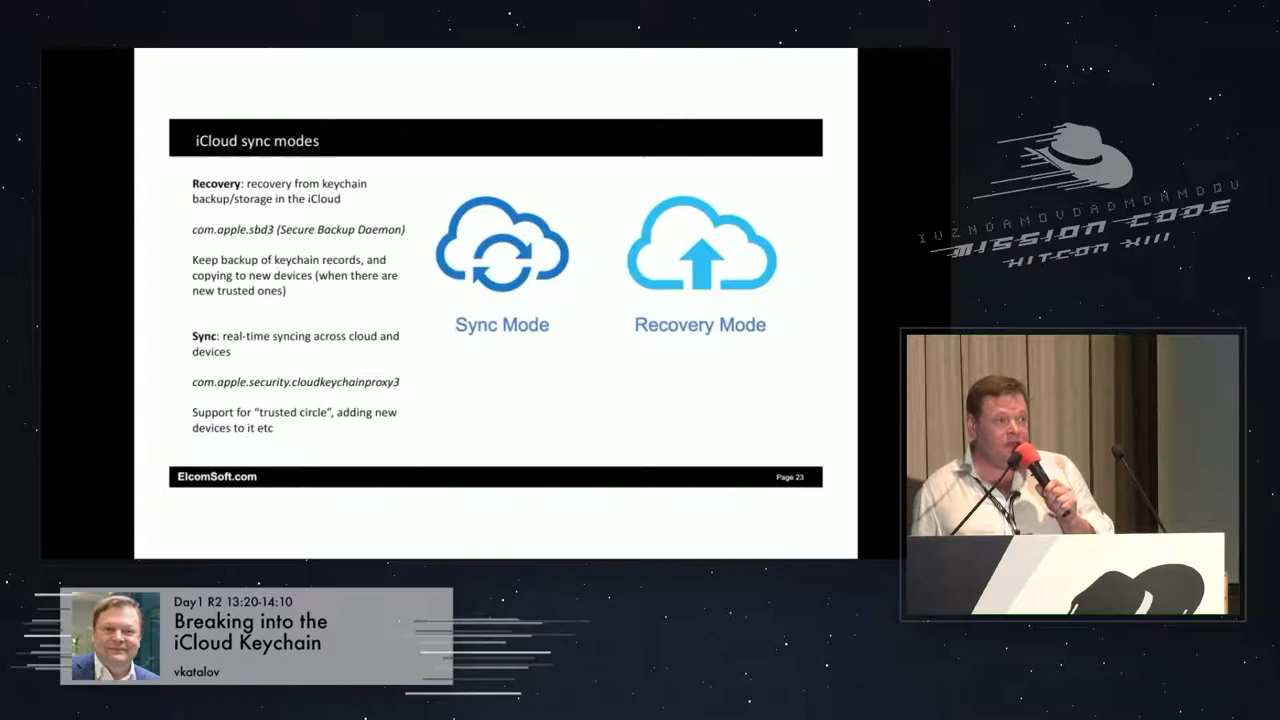 iCloud sync modes
Recovery: recovery from keychain
backup/storage in the iCloud
com.apple.sbd3 (Secure Backup Daemon)
Keep backup of keychain records, and
copying to new devices (when there are
new trusted ones)
Sync: real-time syncing across cloud and
devices
com.apple.security.cloudkeychainproxy3
Support for “trusted circle”, adding new
devices to it etc
Sync Mode
Recovery Mode
ElcomSoft.com
Page 23
MISSION CODE
HITCON XIII
Day1 R2 13:20-14:10
Breaking into the
iCloud Keychain
vkatalov